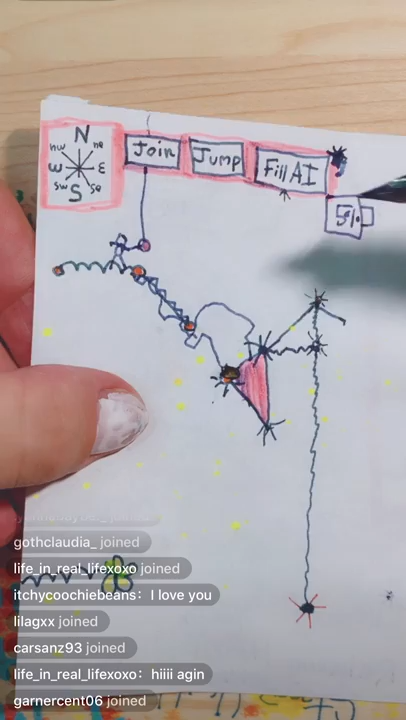 N
nw ne
W E
sw se
S
Join
Jump
Fill AI
5%
gothclaudia_ joined
life_in_real_lifexoxo joined
itchycoochiebeans: I love you
lilagxx joined
carsanz93 joined
life_in_real_lifexoxo: hiiii agin
garnercent06 joined